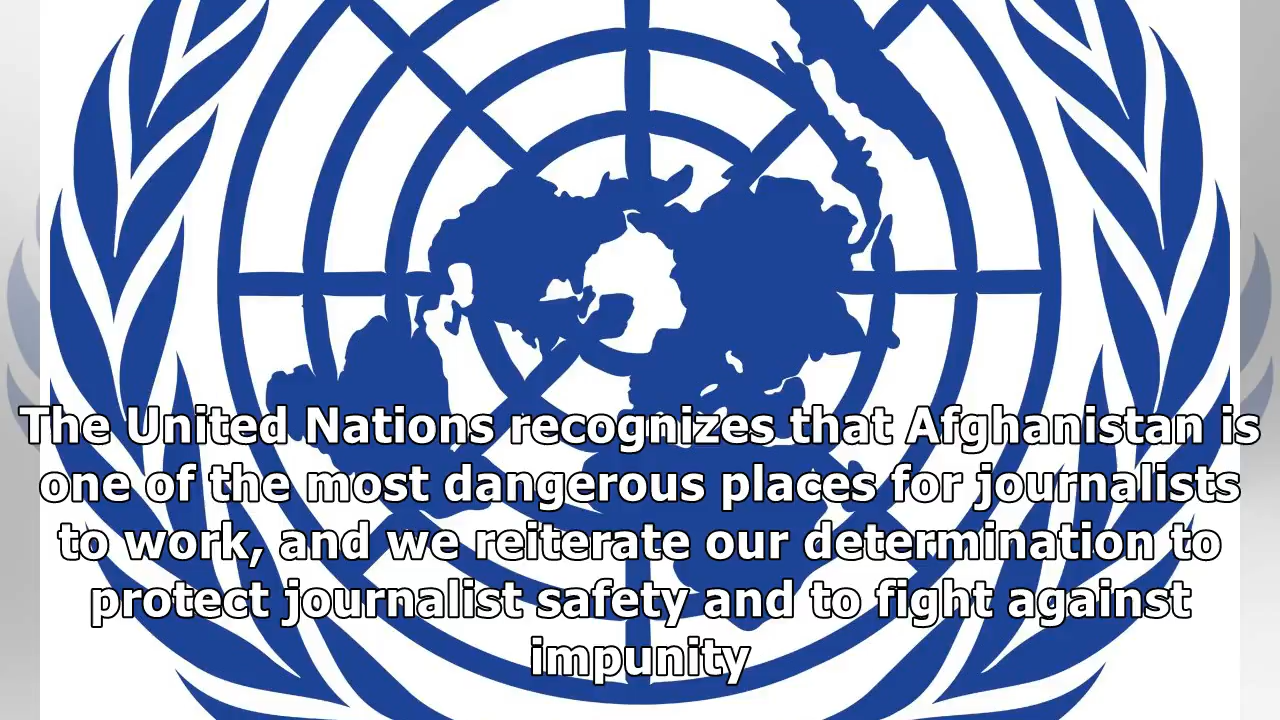 The United Nations recognizes that Afghanistan is
one of the most dangerous places for journalists
to work, and we reiterate our determination to
protect journalist safety and to fight against
impunity